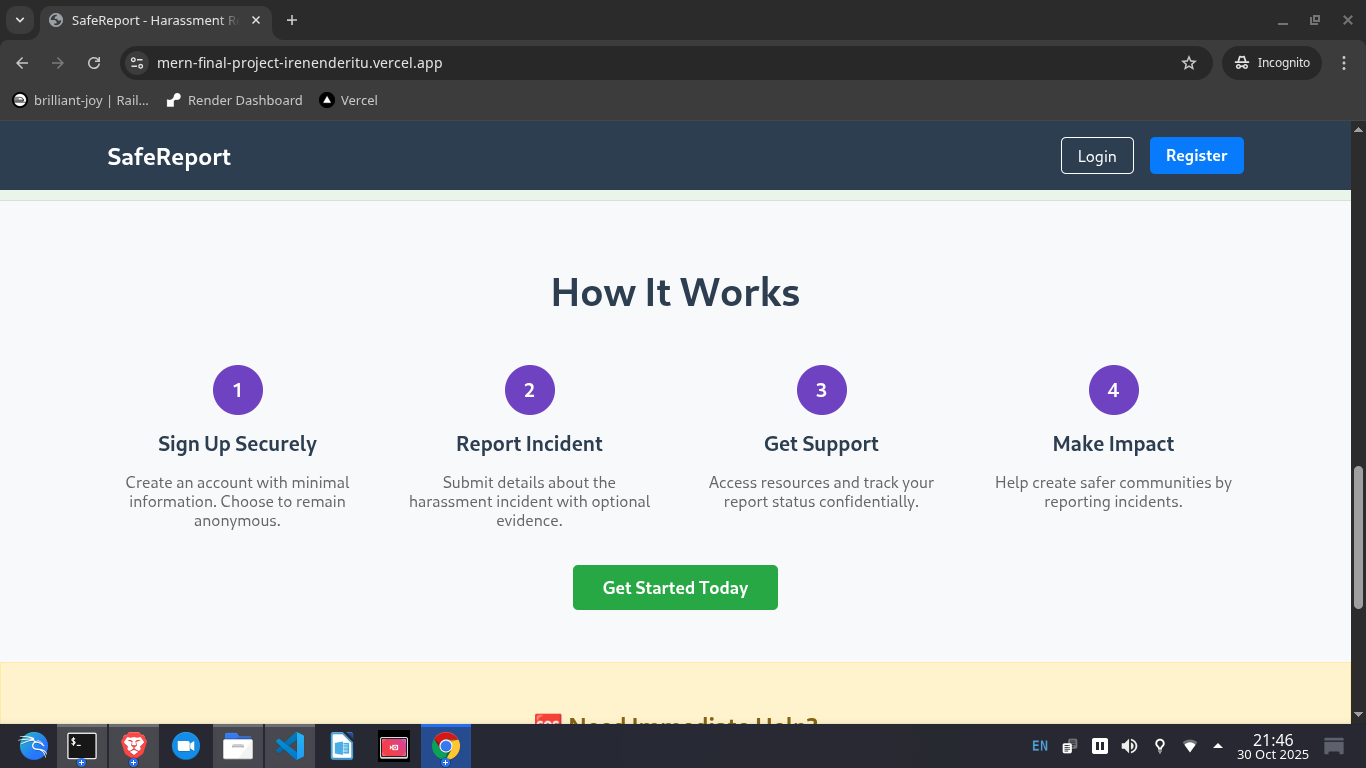 SafeReport - Harassment R
mern-final-project-irenenderitu.vercel.app
Incognito
brilliant-joy | Rail...
Render Dashboard
Vercel
SafeReport
Login
Register
How It Works
1
2
3
4
Sign Up Securely
Report Incident
Get Support
Make Impact
Create an account with minimal
information. Choose to remain
anonymous.
Submit details about the
harassment incident with optional
evidence.
Access resources and track your
report status confidentially.
Help create safer communities by
reporting incidents.
Get Started Today
SOS Need Immediate Help?
$_
EN
21:46
30 Oct 2025